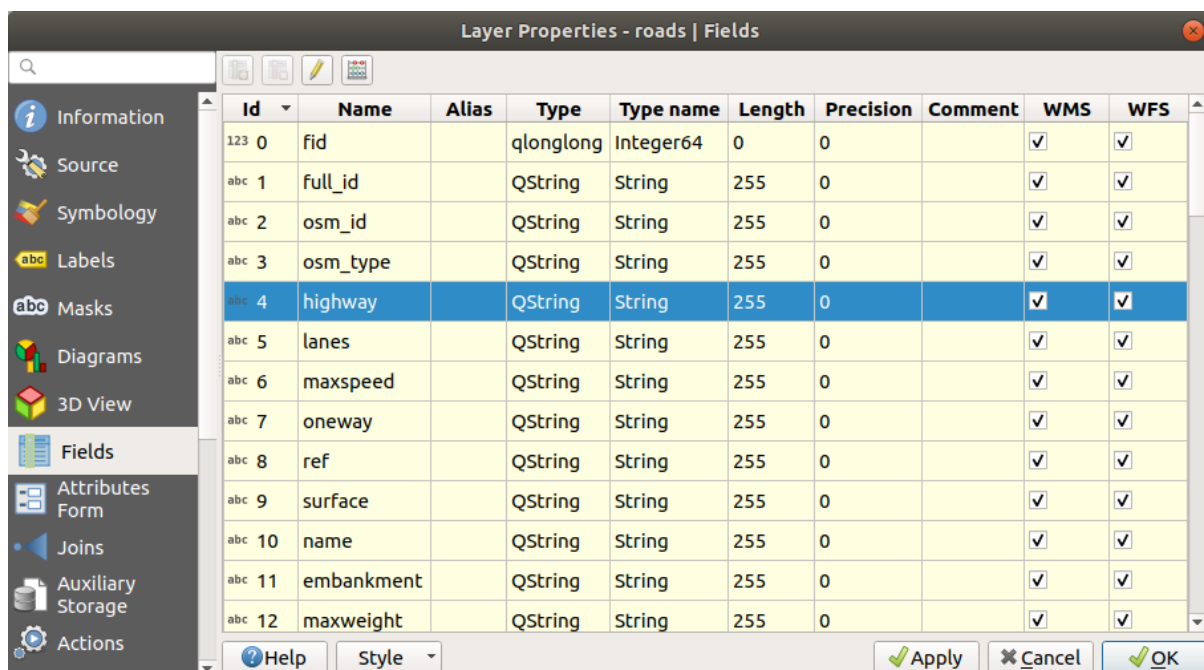 Layer Properties - roads | Fields
Information
Source
abc Labels
Symbology
abc Masks
Diagrams
3D View
Fields
Attributes
Form
Joins
Auxiliary
Storage
Actions
Id Name Alias Type Type name Length Precision Comment WMS WFS
123 0 fid qlonglong Integer64 0 0
abc 1 full_id QString String 255 0
abc 2 osm_id QString String 255 0
abc 3 osm_type QString String 255 0
abc 4 highway QString String 255 0
abc 5 lanes QString String 255 0
abc 6 maxspeed QString String 255 0
abc 7 oneway QString String 255 0
abc 8 ref QString String 255 0
abc 9 surface QString String 255 0
abc 10 name QString String 255 0
abc 11 embankment QString String 255 0
abc 12 maxweight QString String 255 0
Help Style Apply Cancel OK